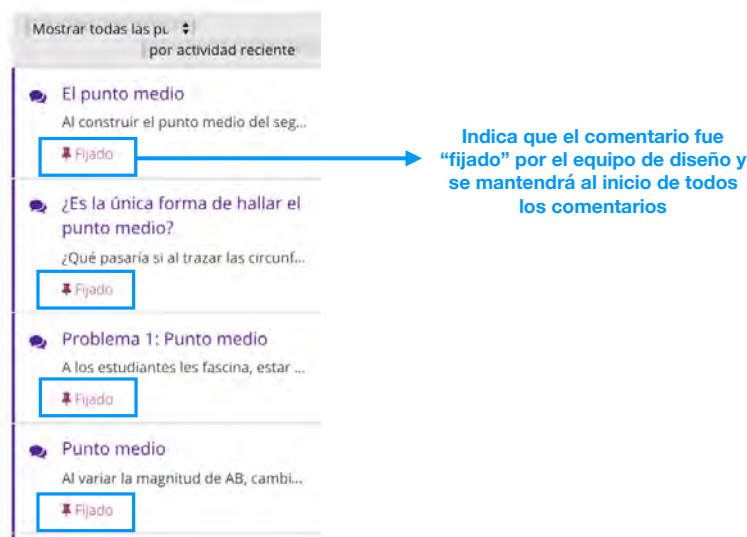 Mostrar todas las pu
por actividad reciente
El punto medio
Al construir el punto medio del seg...
Fijado
Indica que el comentario fue
“fijado” por el equipo de diseño y
se mantendrá al inicio de todos
los comentarios
¿Es la única forma de hallar el
punto medio?
¿Qué pasaría si al trazar las circunf...
Fijado
Problema 1: Punto medio
A los estudiantes les fascina, estar ...
Fijado
Punto medio
Al variar la magnitud de AB, cambi...
Fijado